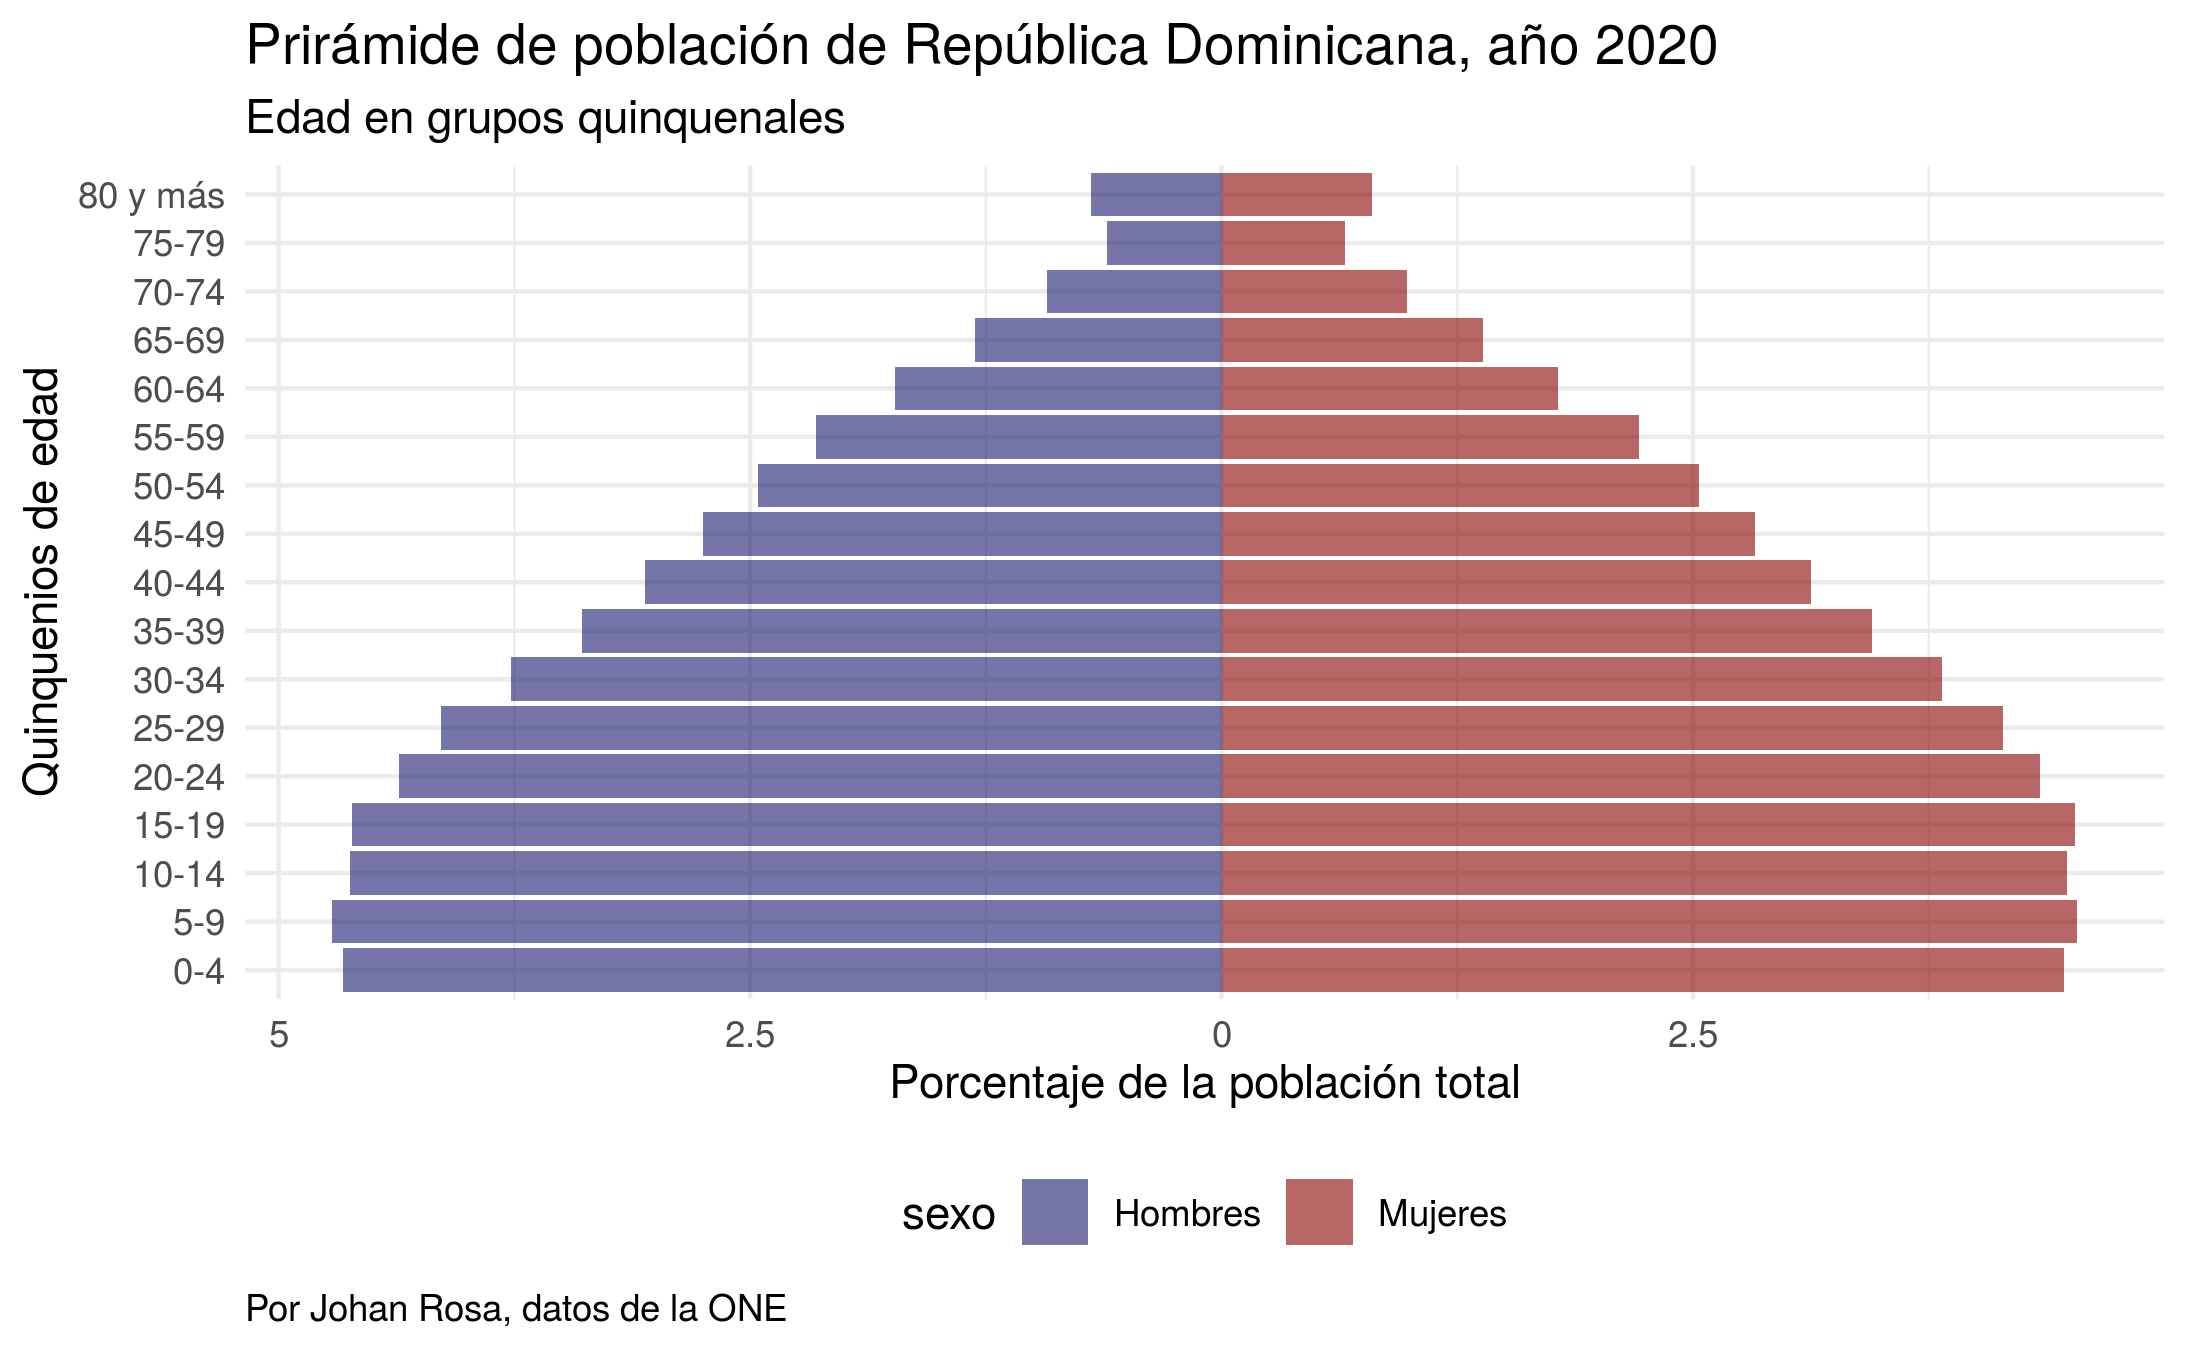 Prirámide de población de República Dominicana, año 2020
Edad en grupos quinquenales
Quinquenios de edad
80 y más
75-79
70-74
65-69
60-64
55-59
50-54
45-49
40-44
35-39
30-34
25-29
20-24
15-19
10-14
5-9
0-4
5 2.5 0 2.5
Porcentaje de la población total
sexo Hombres Mujeres
Por Johan Rosa, datos de la ONE